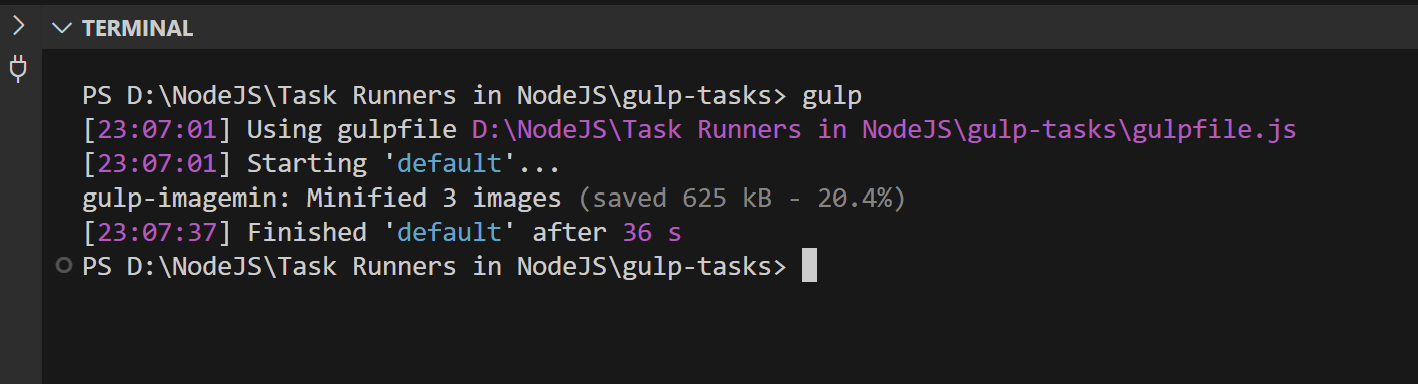 TERMINAL
PS D:\NodeJS\Task Runners in NodeJS\gulp-tasks> gulp
[23:07:01] Using gulpfile D:\NodeJS\Task Runners in NodeJS\gulp-tasks\gulpfile.js
[23:07:01] Starting 'default'...
gulp-imagemin: Minified 3 images (saved 625 kB - 20.4%)
[23:07:37] Finished 'default' after 36 s
PS D:\NodeJS\Task Runners in NodeJS\gulp-tasks>